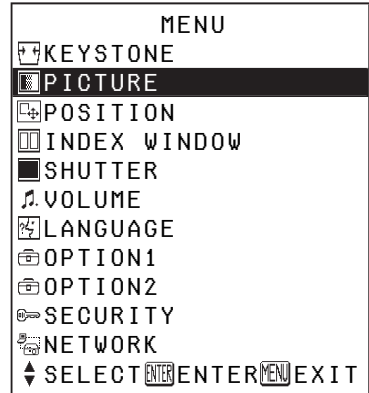 MENU
KEYSTONE
PICTURE
POSITION
INDEX WINDOW
SHUTTER
VOLUME
LANGUAGE
OPTION1
OPTION2
SECURITY
NETWORK
SELECT ENTER ENTER MENU EXIT